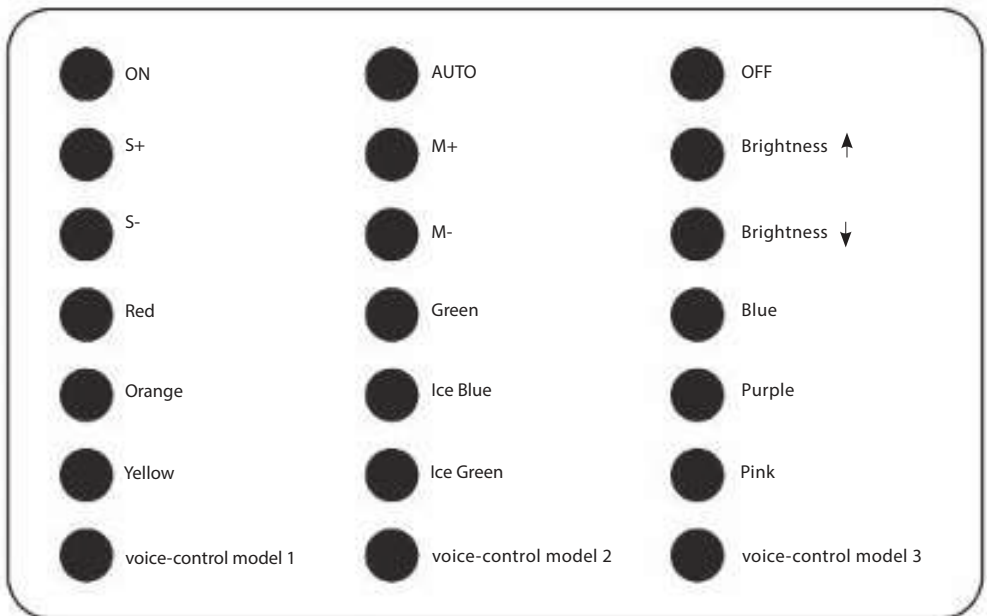 ON AUTO OFF
S+ M+ Brightness ↑
S- M- Brightness ↓
Red Green Blue
Orange Ice Blue Purple
Yellow Ice Green Pink
voice-control model 1 voice-control model 2 voice-control model 3